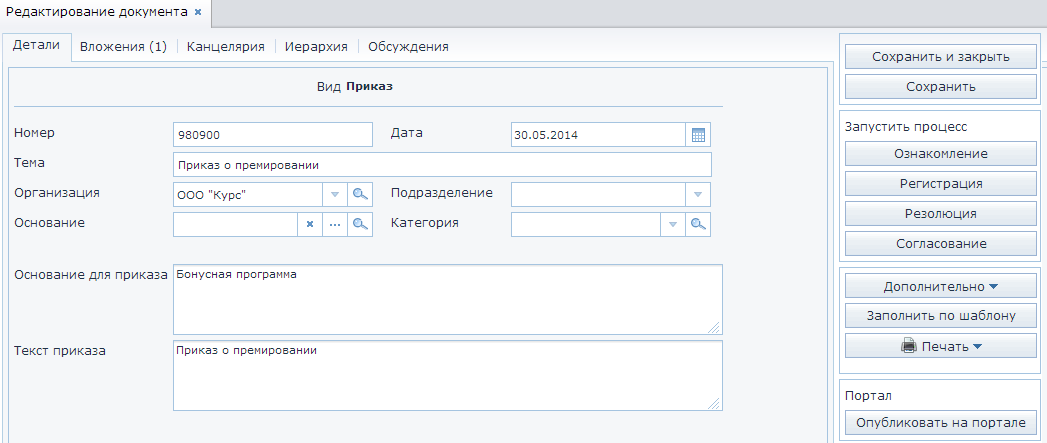 Редактирование документа ×
Детали Вложения (1) Канцелярия Иерархия Обсуждения
Вид Приказ
Номер 980900 Дата 30.05.2014
Тема Приказ о премировании
Организация ООО "Курс" Подразделение
Основание × ... Категория
Основание для приказа Бонусная программа
Текст приказа Приказ о премировании
Сохранить и закрыть
Сохранить
Запустить процесс
Ознакомление
Регистрация
Резолюция
Согласование
Дополнительно
Заполнить по шаблону
Печать
Портал
Опубликовать на портале